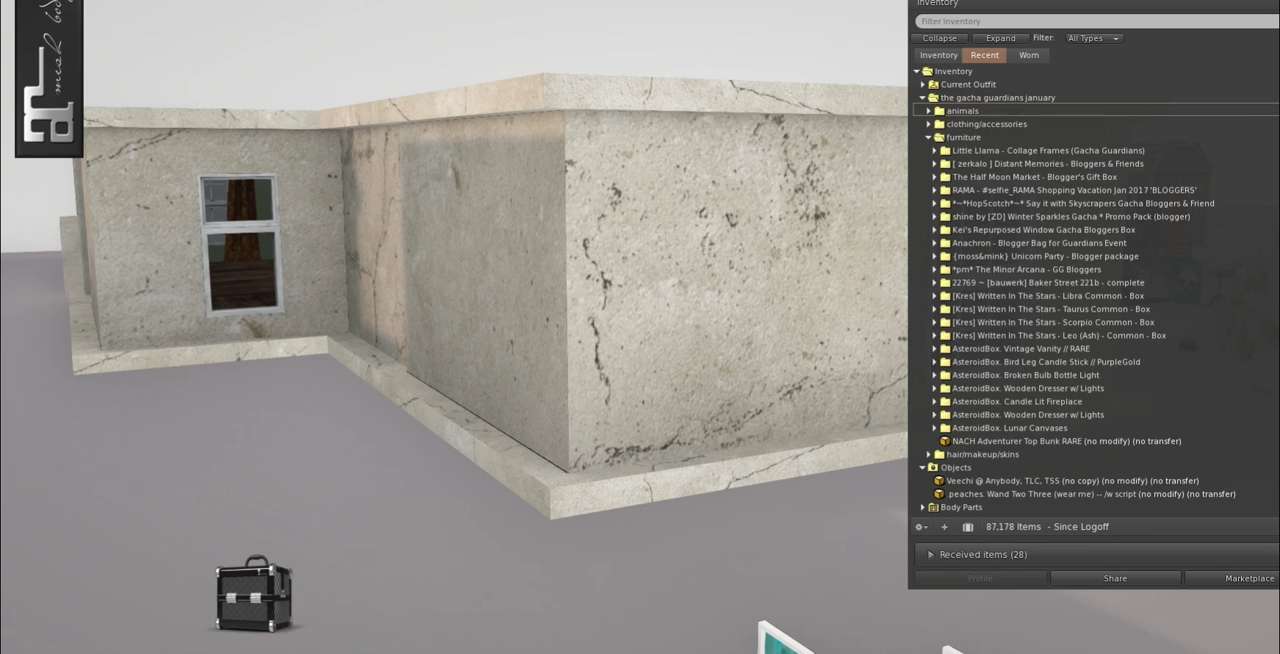 mesh bo
Inventory
Filter Inventory
Collapse Expand Filter: All Types
Inventory Recent Worn
Inventory
Current Outfit
the gacha guardians january
animals
clothing/accessories
furniture
Little Llama - Collage Frames (Gacha Guardians)
[ zerkalo ] Distant Memories - Bloggers & Friends
The Half Moon Market - Blogger's Gift Box
RAMA - #selfie_RAMA Shopping Vacation Jan 2017 'BLOGGERS'
*~*HopScotch*~* Say it with Skyscrapers Gacha Bloggers & Friend
shine by [ZD] Winter Sparkles Gacha * Promo Pack (blogger)
Kei's Repurposed Window Gacha Bloggers Box
Anachron - Blogger Bag for Guardians Event
{moss&mink} Unicorn Party - Blogger package
*pm* The Minor Arcana - GG Bloggers
22769 ~ [bauwerk] Baker Street 221b - complete
[Kres] Written In The Stars - Libra Common - Box
[Kres] Written In The Stars - Taurus Common - Box
[Kres] Written In The Stars - Scorpio Common - Box
[Kres] Written In The Stars - Leo (Ash) - Common - Box
AsteroidBox. Vintage Vanity // RARE
AsteroidBox. Bird Leg Candle Stick // PurpleGold
AsteroidBox. Broken Bulb Bottle Light
AsteroidBox. Wooden Dresser w/ Lights
AsteroidBox. Candle Lit Fireplace
AsteroidBox. Wooden Dresser w/ Lights
AsteroidBox. Lunar Canvases
NACH Adventurer Top Bunk RARE (no modify) (no transfer)
hair/makeup/skins
Objects
Veechi @ Anybody, TLC, TSS (no copy) (no modify) (no transfer)
.peaches. Wand Two Three (wear me) -- /w script (no modify) (no transfer)
Body Parts
87,178 Items - Since Logoff
Received items (28)
Profile Share Marketplace